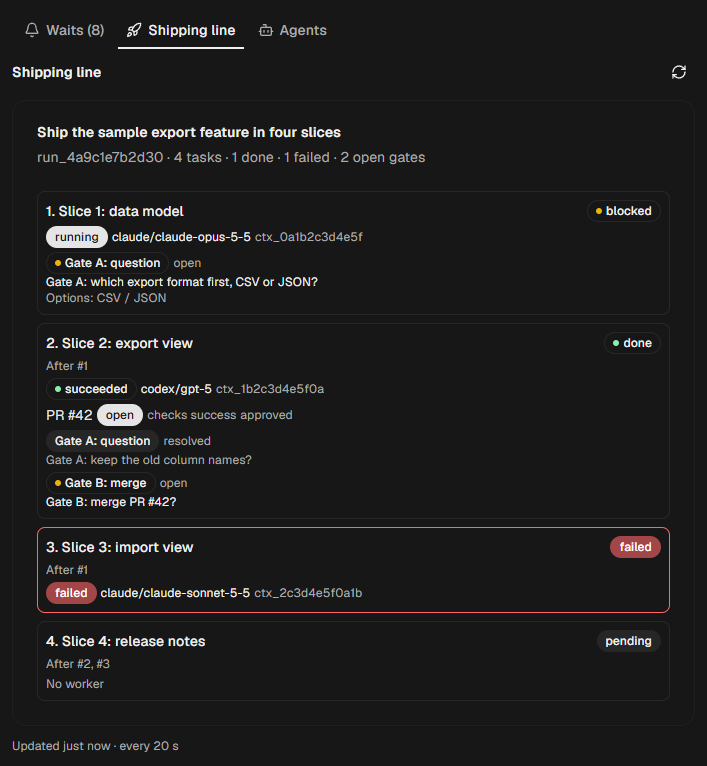 Waits (8) Shipping line Agents
Shipping line
Ship the sample export feature in four slices
run_4a9c1e7b2d30 · 4 tasks · 1 done · 1 failed · 2 open gates
1. Slice 1: data model blocked
running claude/claude-opus-5-5 ctx_0a1b2c3d4e5f
Gate A: question open
Gate A: which export format first, CSV or JSON?
Options: CSV / JSON
2. Slice 2: export view done
After #1
succeeded codex/gpt-5 ctx_1b2c3d4e5f0a
PR #42 open checks success approved
Gate A: question resolved
Gate A: keep the old column names?
Gate B: merge open
Gate B: merge PR #42?
3. Slice 3: import view failed
After #1
failed claude/claude-sonnet-5-5 ctx_2c3d4e5f0a1b
4. Slice 4: release notes pending
After #2, #3
No worker
Updated just now · every 20 s